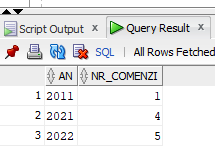 Script Output Query Result
SQL All Rows Fetched
AN NR_COMENZI
1 2011 1
2 2021 4
3 2022 5